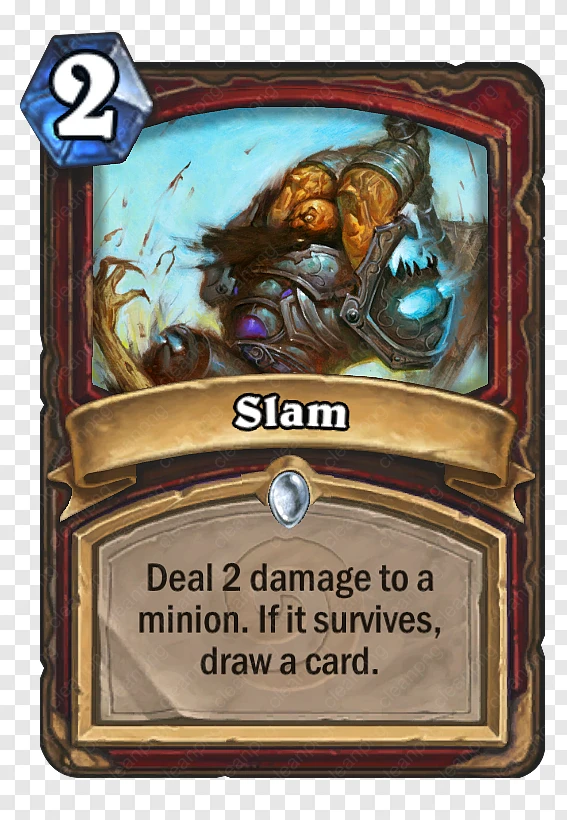 2
Slam
Deal 2 damage to a
minion. If it survives,
draw a card.